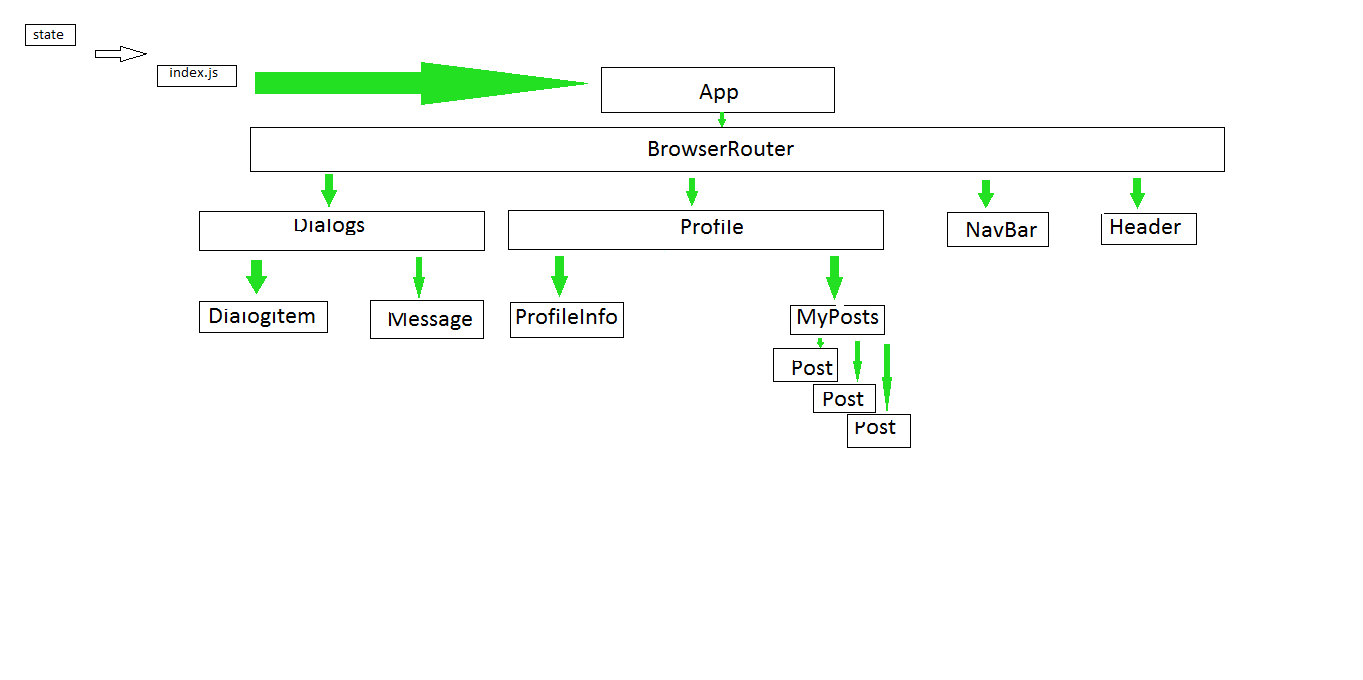 state
index.js
App
BrowserRouter
Dialogs
Profile
NavBar
Header
DialogItem
Message
ProfileInfo
MyPosts
Post
Post
Post